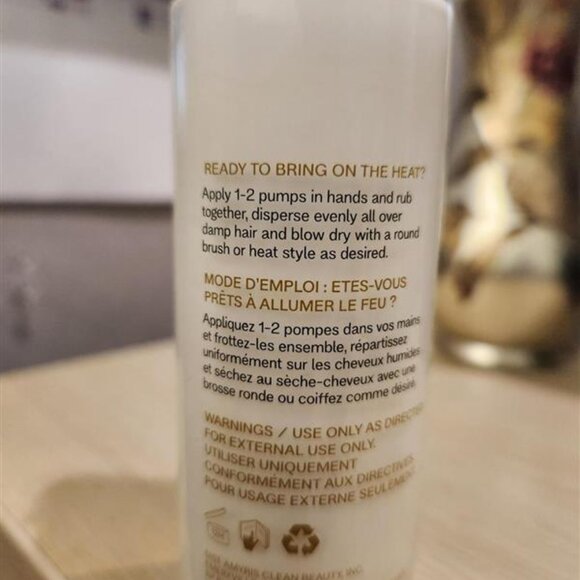 READY TO BRING ON THE HEAT?
Apply 1-2 pumps in hands and rub
together, disperse evenly all over
damp hair and blow dry with a round
brush or heat style as desired.
MODE D'EMPLOI : ETES-VOUS
PRÊTS À ALLUMER LE FEU ?
Appliquez 1-2 pompes dans vos mains
et frottez-les ensemble, répartissez
uniformément sur les cheveux humides
et séchez au sèche-cheveux avec une
brosse ronde ou coiffez comme désiré.
WARNINGS / USE ONLY AS DIRECTED
FOR EXTERNAL USE ONLY.
UTILISER UNIQUEMENT
CONFORMÉMENT AUX DIRECTIVES.
POUR USAGE EXTERNE SEULEMENT
AMYRIS CLEAN BEAUTY, INC.